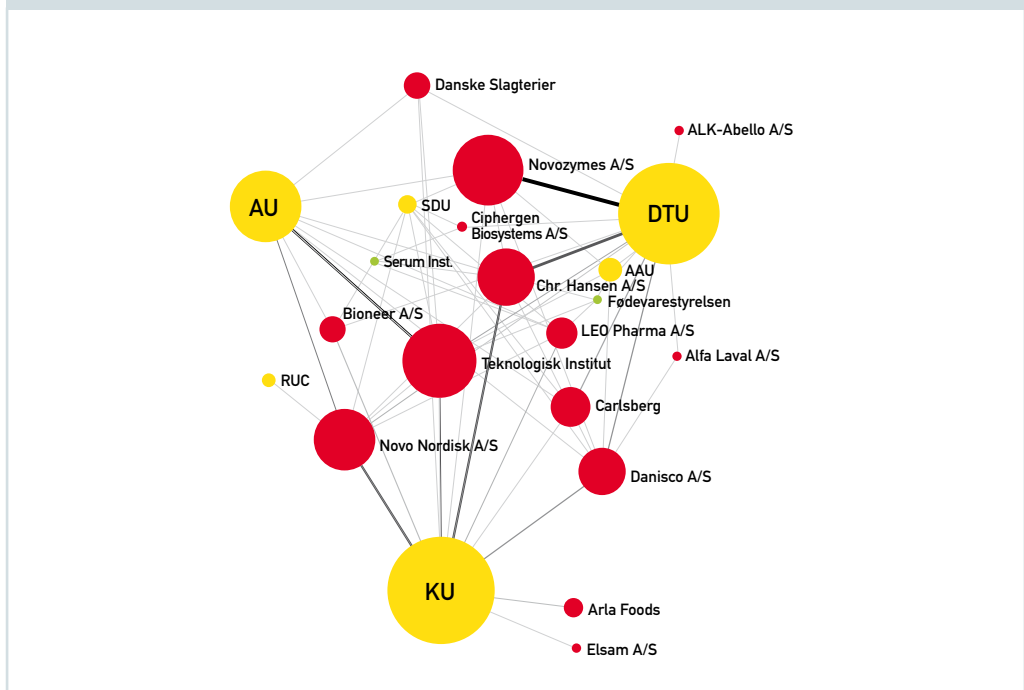 Danske Slagterier
ALK-Abello A/S
Novozymes A/S
AU
SDU
DTU
Ciphergen
Biosystems A/S
Serum Inst.
AAU
Chr. Hansen A/S
Fødevarestyrelsen
Bioneer A/S
LEO Pharma A/S
Alfa Laval A/S
Teknologisk Institut
RUC
Carlsberg
Novo Nordisk A/S
Danisco A/S
KU
Arla Foods
Elsam A/S